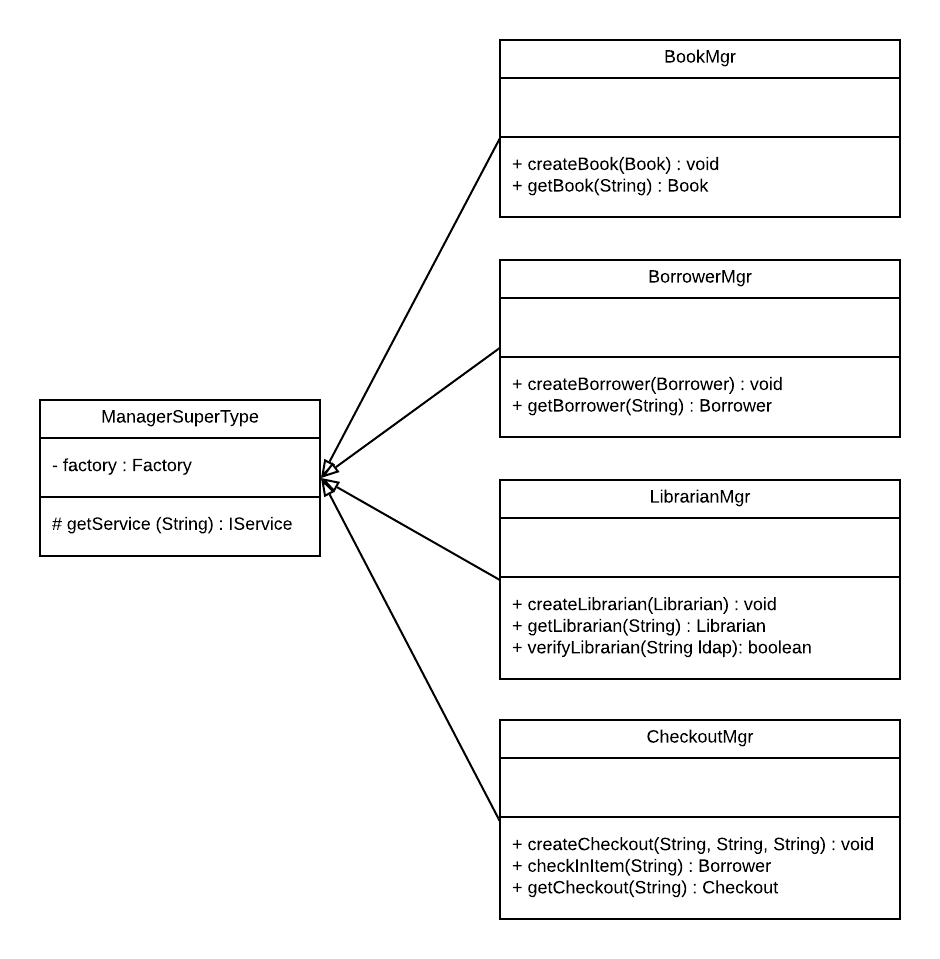 BookMgr
+ createBook(Book) : void
+ getBook(String) : Book
BorrowerMgr
+ createBorrower(Borrower) : void
+ getBorrower(String) : Borrower
ManagerSuperType
- factory : Factory
# getService (String) : IService
LibrarianMgr
+ createLibrarian(Librarian) : void
+ getLibrarian(String) : Librarian
+ verifyLibrarian(String ldap): boolean
CheckoutMgr
+ createCheckout(String, String, String) : void
+ checkInItem(String) : Borrower
+ getCheckout(String) : Checkout